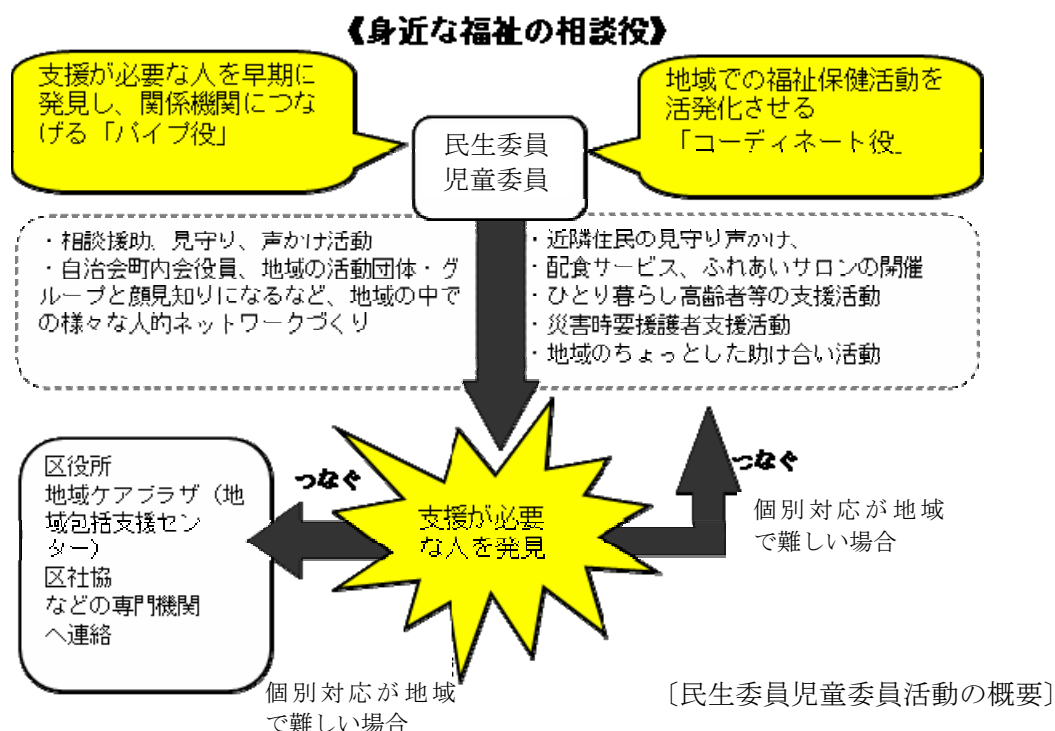 《身近な福祉の相談役》
支援が必要な人を早期に
発見し、関係機関につな
げる「パイプ役」
地域での福祉保健活動を
活発化させる
「コーディネート役」
民生委員
児童委員
・相談援助、見守り、声かけ活動
・自治会町内会役員、地域の活動団体・グ
ループと顔見知りになるなど、地域の中で
の様々な人的ネットワークづくり
・近隣住民の見守り声かけ、
・配食サービス、ふれあいサロンの開催
・ひとり暮らし高齢者等の支援活動
・災害時要援護者支援活動
・地域のちょっとした助け合い活動
区役所
地域ケアプラザ（地
域包括支援セン
ター）
区社協
などの専門機関
へ連絡
つなぐ
支援が必要
な人を発見
つなぐ
個別対応が地域
で難しい場合
個別対応が地域
で難しい場合
〔民生委員児童委員活動の概要〕